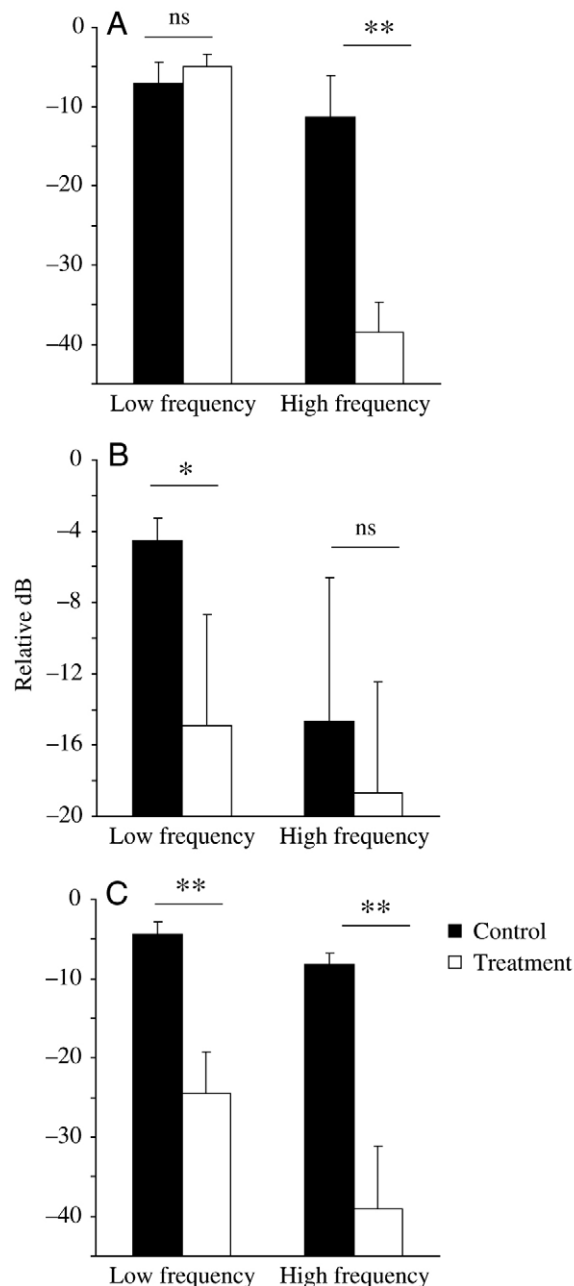 A
0
–10
–20
–30
–40
ns
**
Low frequency
High frequency
B
0
–4
–8
–12
–16
–20
Relative dB
*
ns
Low frequency
High frequency
C
0
–10
–20
–30
–40
**
**
Control
Treatment
Low frequency
High frequency